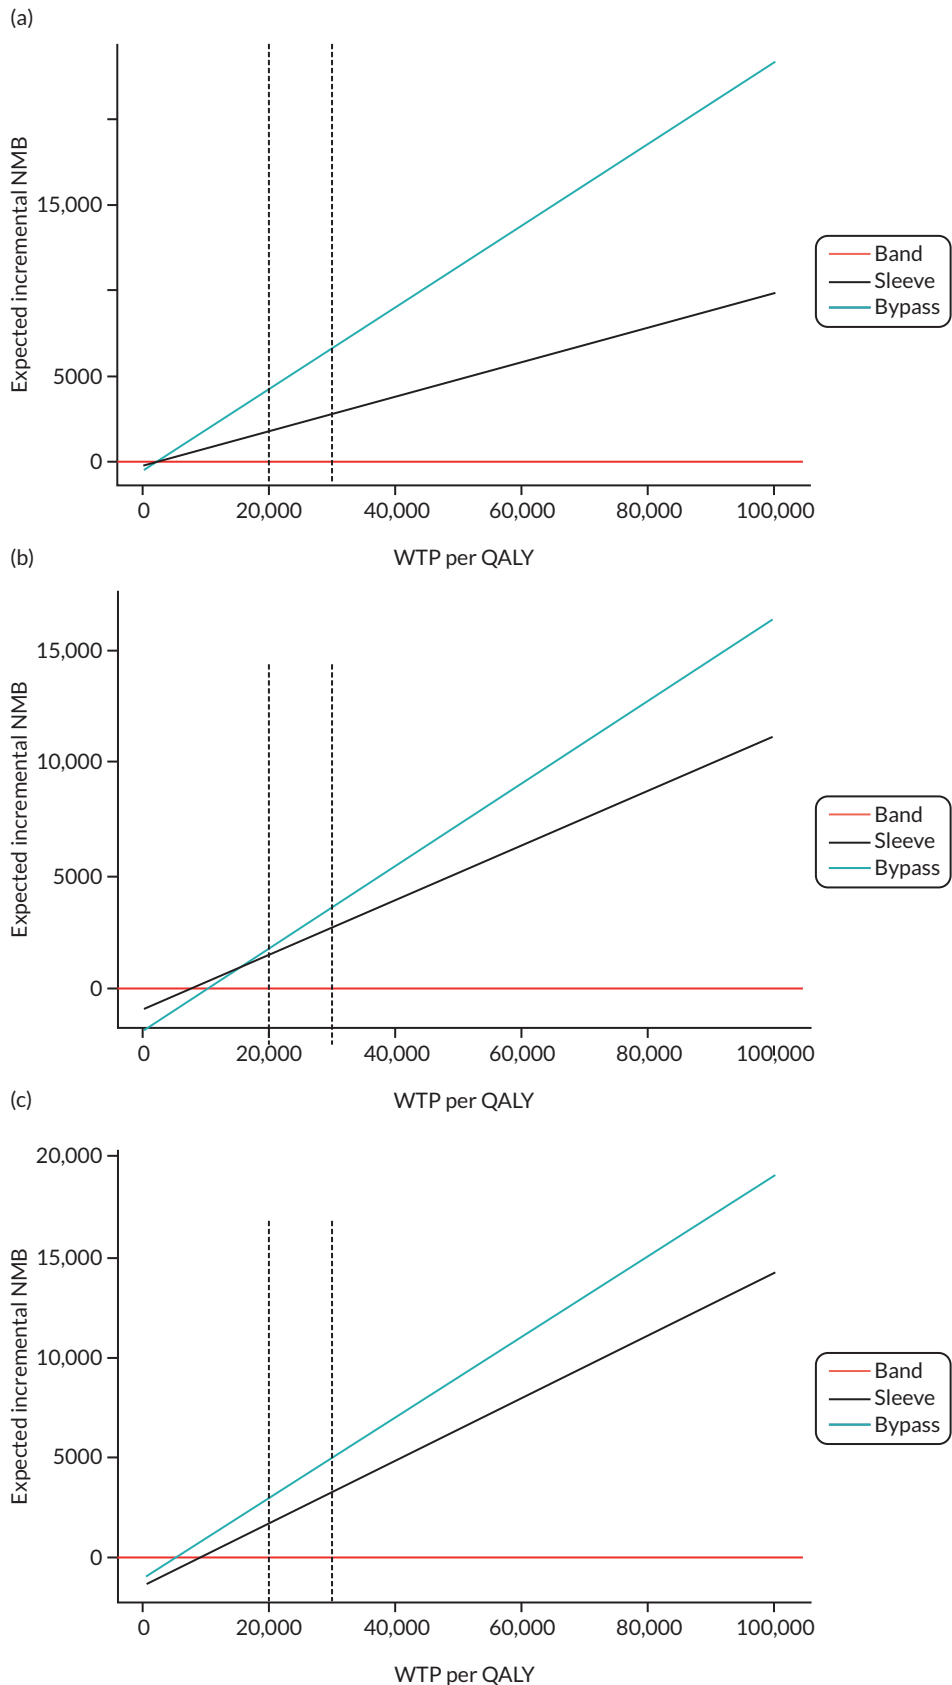 (a)
Expected incremental NMB
15,000
5000
0
0 20,000 40,000 60,000 80,000 100,000
WTP per QALY
Band
Sleeve
Bypass
(b)
Expected incremental NMB
15,000
10,000
5000
0
0 20,000 40,000 60,000 80,000 100,000
WTP per QALY
Band
Sleeve
Bypass
(c)
Expected incremental NMB
20,000
15,000
10,000
5000
0
0 20,000 40,000 60,000 80,000 100,000
WTP per QALY
Band
Sleeve
Bypass